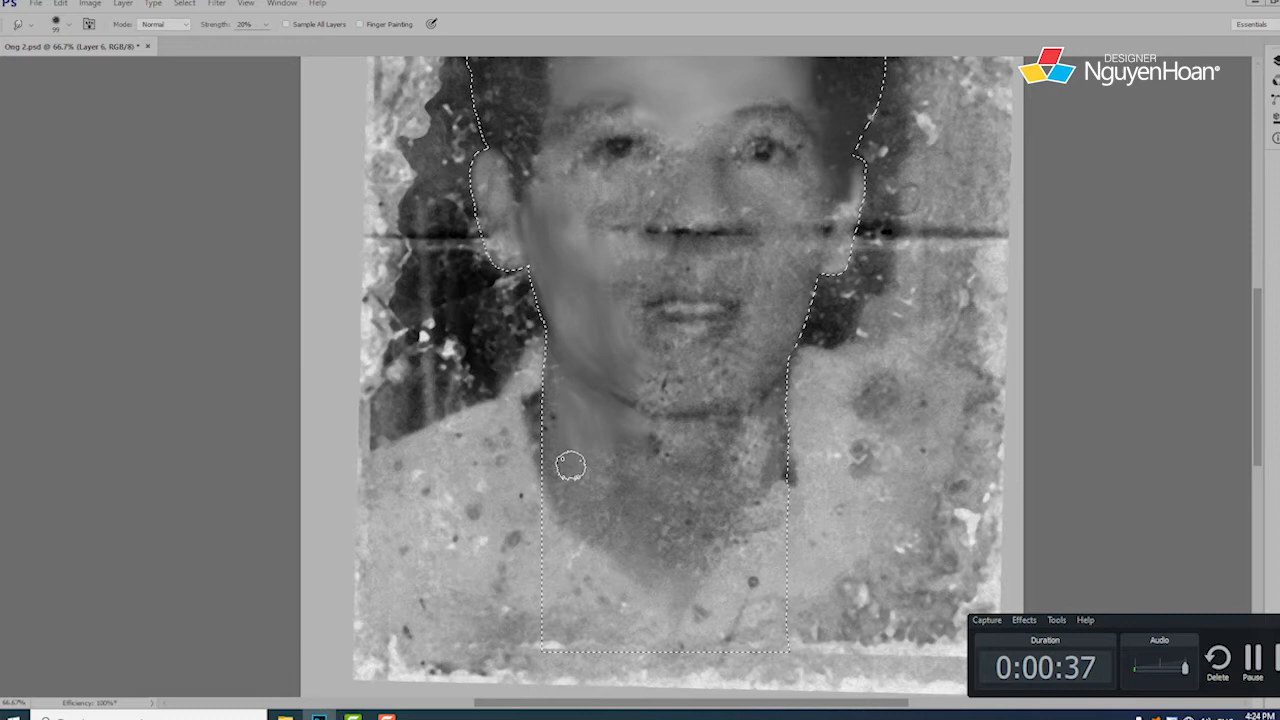 PS File Edit Image Layer Type Select Filter View Window Help
99 Mode: Normal Strength: 20% Sample All Layers Finger Painting Essentials
Ong 2.psd @ 66.7% (Layer 6, RGB/8) * ×
DESIGNER
NguyenHoan®
Capture Effects Tools Help
Duration Audio
0:00:37
Delete Pause
66.67% Efficiency: 100%*
4:24 PM